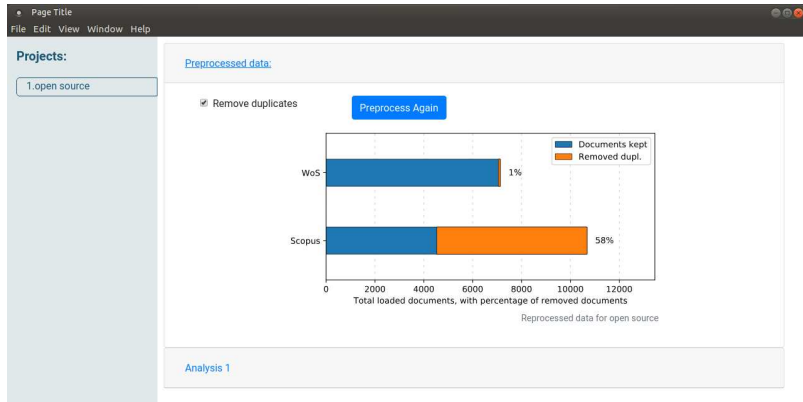 Page Title
File Edit View Window Help
Projects:
1.open source
Preprocessed data:
Remove duplicates
Preprocess Again
Documents kept
Removed dupl.
WoS
1%
Scopus
58%
0 2000 4000 6000 8000 10000 12000
Total loaded documents, with percentage of removed documents
Reprocessed data for open source
Analysis 1